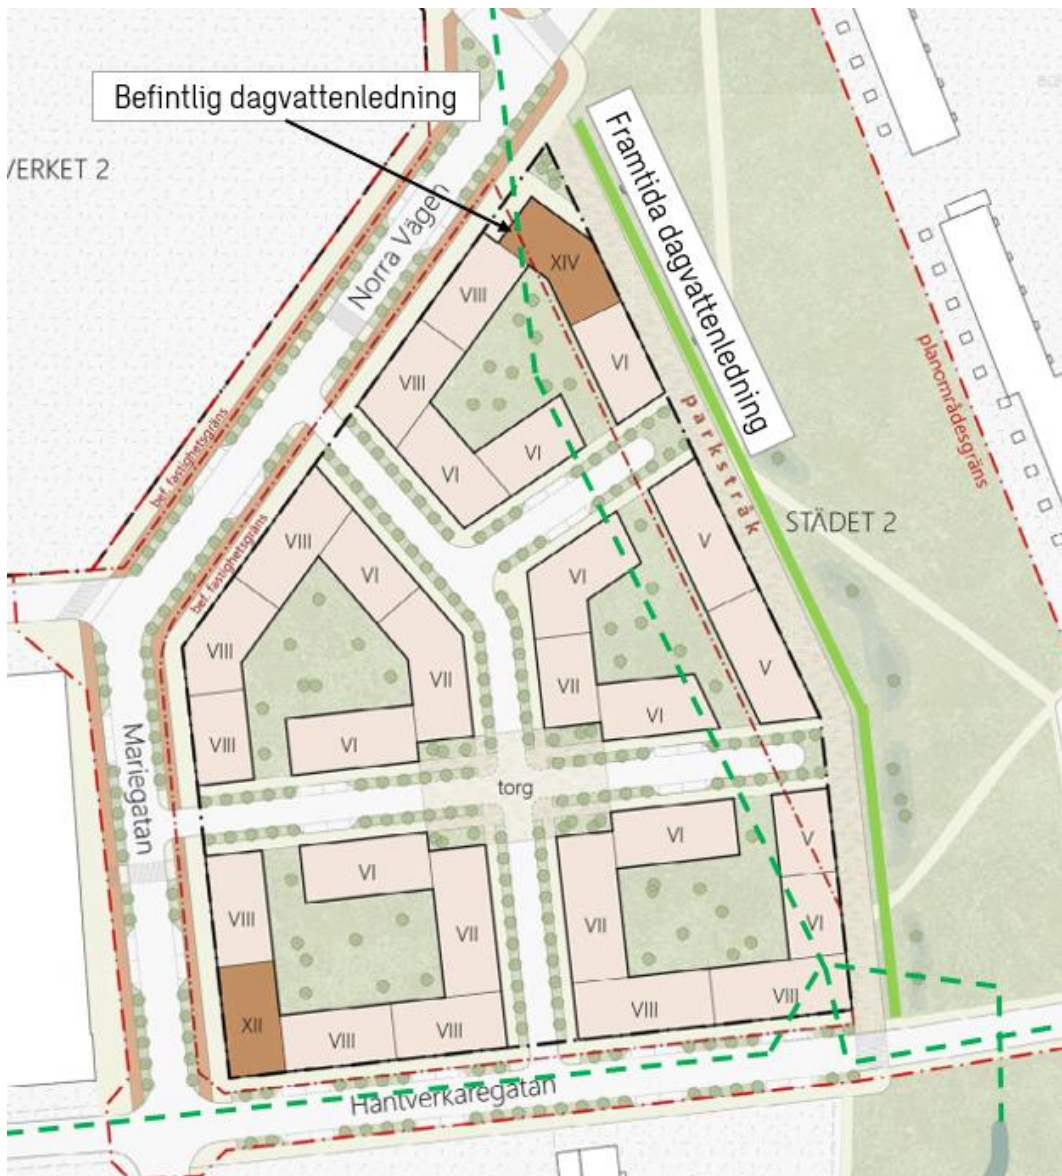 Befintlig dagvattenledning
Framtida dagvattenledning
VERKET 2
Norra Vägen
XIV
VIII
VI
VIII
planområdesgräns
parkstråk
bef. fastighetsgräns
VI
VI
STÄDET 2
V
VIII
VI
VI
bef. fastighetsgräns
VIII
VII
VII
V
VI
VIII
VI
Mariegatan
torg
VI
V
VI
VIII
VII
VII
VI
XII
VIII
VIII
VIII
VIII
Hantverkaregatan